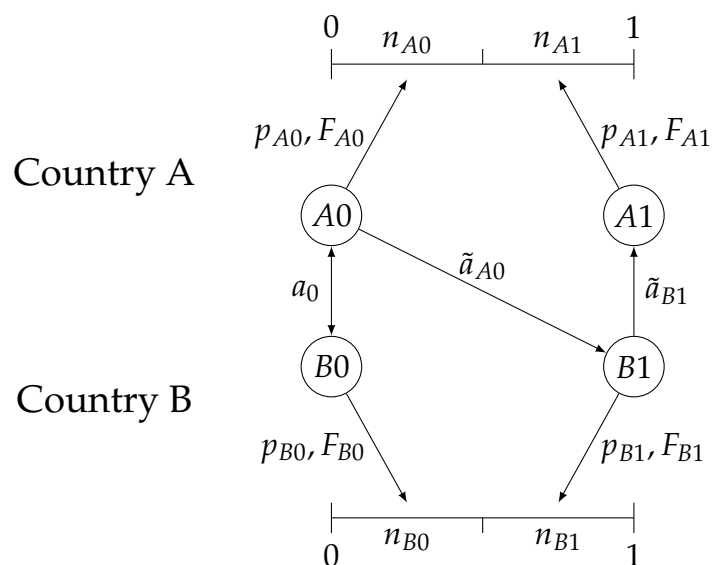 0 1
n_{A0} n_{A1}
p_{A0}, F_{A0} p_{A1}, F_{A1}
Country A
A0 A1
a_0 ã_{A0} ã_{B1}
B0 B1
Country B
p_{B0}, F_{B0} p_{B1}, F_{B1}
n_{B0} n_{B1}
0 1